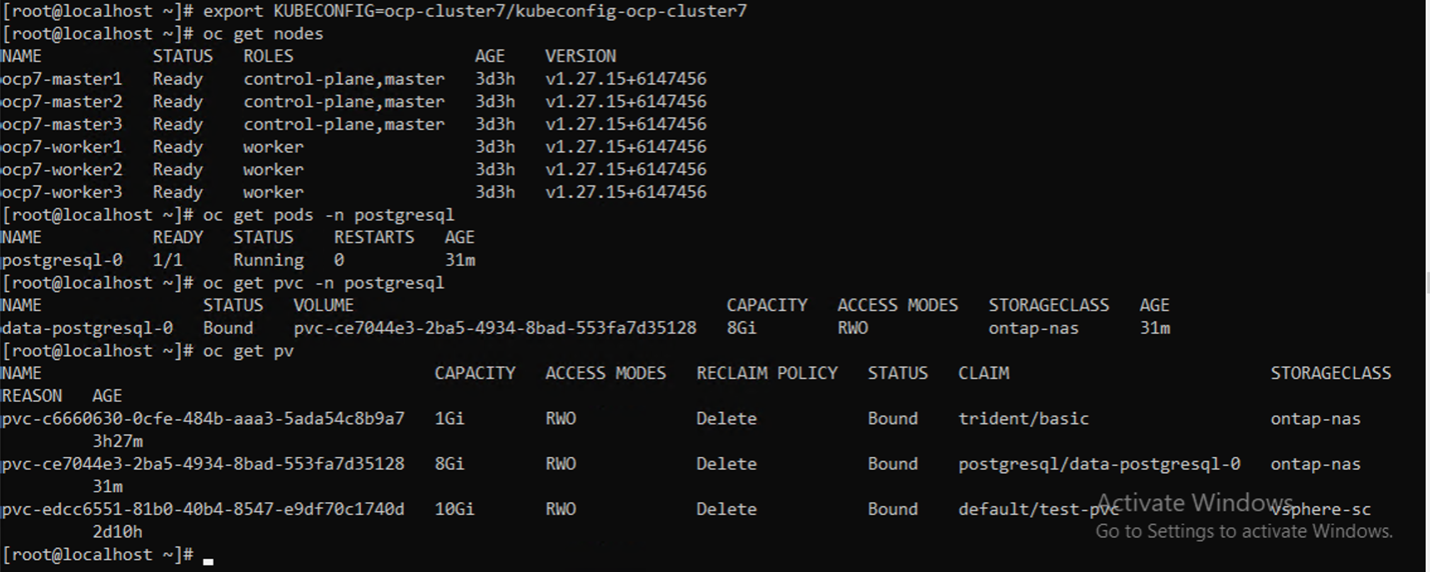 [root@localhost ~]# export KUBECONFIG=ocp-cluster7/kubeconfig-ocp-cluster7
[root@localhost ~]# oc get nodes
NAME STATUS ROLES AGE VERSION
ocp7-master1 Ready control-plane,master 3d3h v1.27.15+6147456
ocp7-master2 Ready control-plane,master 3d3h v1.27.15+6147456
ocp7-master3 Ready control-plane,master 3d3h v1.27.15+6147456
ocp7-worker1 Ready worker 3d3h v1.27.15+6147456
ocp7-worker2 Ready worker 3d3h v1.27.15+6147456
ocp7-worker3 Ready worker 3d3h v1.27.15+6147456
[root@localhost ~]# oc get pods -n postgresql
NAME READY STATUS RESTARTS AGE
postgresql-0 1/1 Running 0 31m
[root@localhost ~]# oc get pvc -n postgresql
NAME STATUS VOLUME CAPACITY ACCESS MODES STORAGECLASS AGE
data-postgresql-0 Bound pvc-ce7044e3-2ba5-4934-8bad-553fa7d35128 8Gi RWO ontap-nas 31m
[root@localhost ~]# oc get pv
NAME CAPACITY ACCESS MODES RECLAIM POLICY STATUS CLAIM STORAGECLASS
REASON AGE
pvc-c6660630-0cfe-484b-aaa3-5ada54c8b9a7 1Gi RWO Delete Bound trident/basic ontap-nas
3h27m
pvc-ce7044e3-2ba5-4934-8bad-553fa7d35128 8Gi RWO Delete Bound postgresql/data-postgresql-0 ontap-nas
31m
pvc-edcc6551-81b0-40b4-8547-e9df70c1740d 10Gi RWO Delete Bound default/test-pvc vsphere-sc
2d10h
[root@localhost ~]#
Activate Windows
Go to Settings to activate Windows.